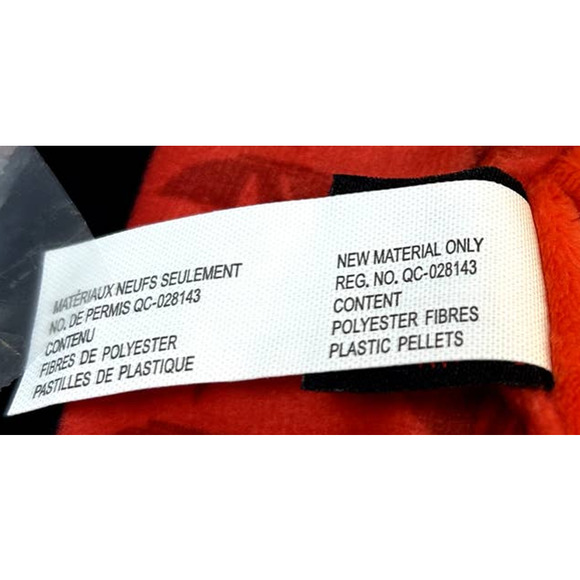 MATÉRIAUX NEUFS SEULEMENT
NO. DE PERMIS QC-028143
CONTENU
FIBRES DE POLYESTER
PASTILLES DE PLASTIQUE
NEW MATERIAL ONLY
REG. NO. QC-028143
CONTENT
POLYESTER FIBRES
PLASTIC PELLETS